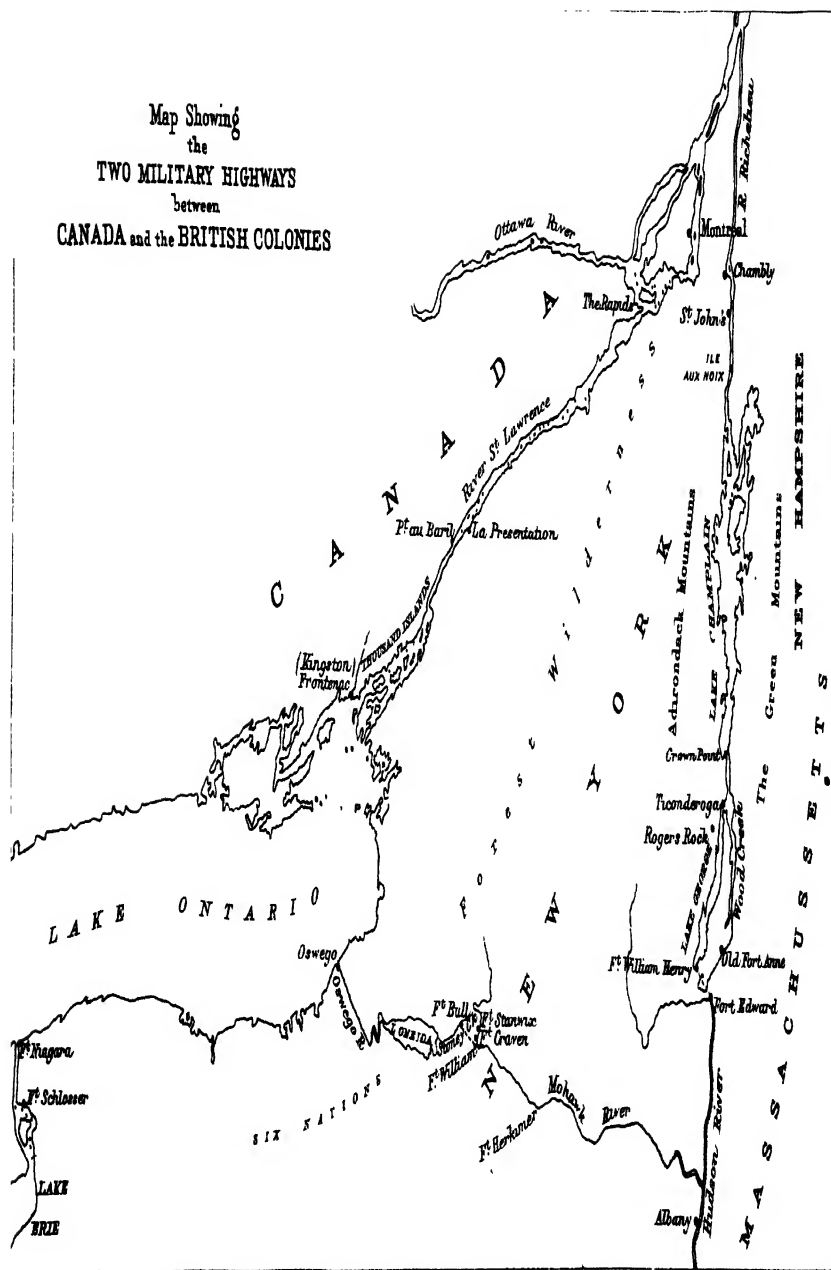 Map Showing
the
TWO MILITARY HIGHWAYS
between
CANADA and the BRITISH COLONIES
R Richelieu
Ottawa River
Montreal
Chambly
The Rapids
St. John's
ILE
AUX NOIX
CANADA
River St. Lawrence
Pt. au Baril
La Presentation
THOUSAND ISLANDS
(Kingston)
Frontenac
Forest Wilderness
NEW YORK
Adirondack Mountains
LAKE CHAMPLAIN
The Green Mountains
NEW HAMPSHIRE
MASSACHUSSETTS
Crown Point
Ticonderoga
Rogers Rock
LAKE GEORGE
Wood Creek
Ft. William Henry
Old Fort Anne
Fort Edward
LAKE ONTARIO
Oswego
Oswego R.
ONEIDA
Ft. Bull
Ft. Stanwix
Ft. Craven
Ft. William
SIX NATIONS
Ft. Niagara
Ft. Schlosser
LAKE
ERIE
Mohawk River
Ft. Herkimer
Hudson River
Albany